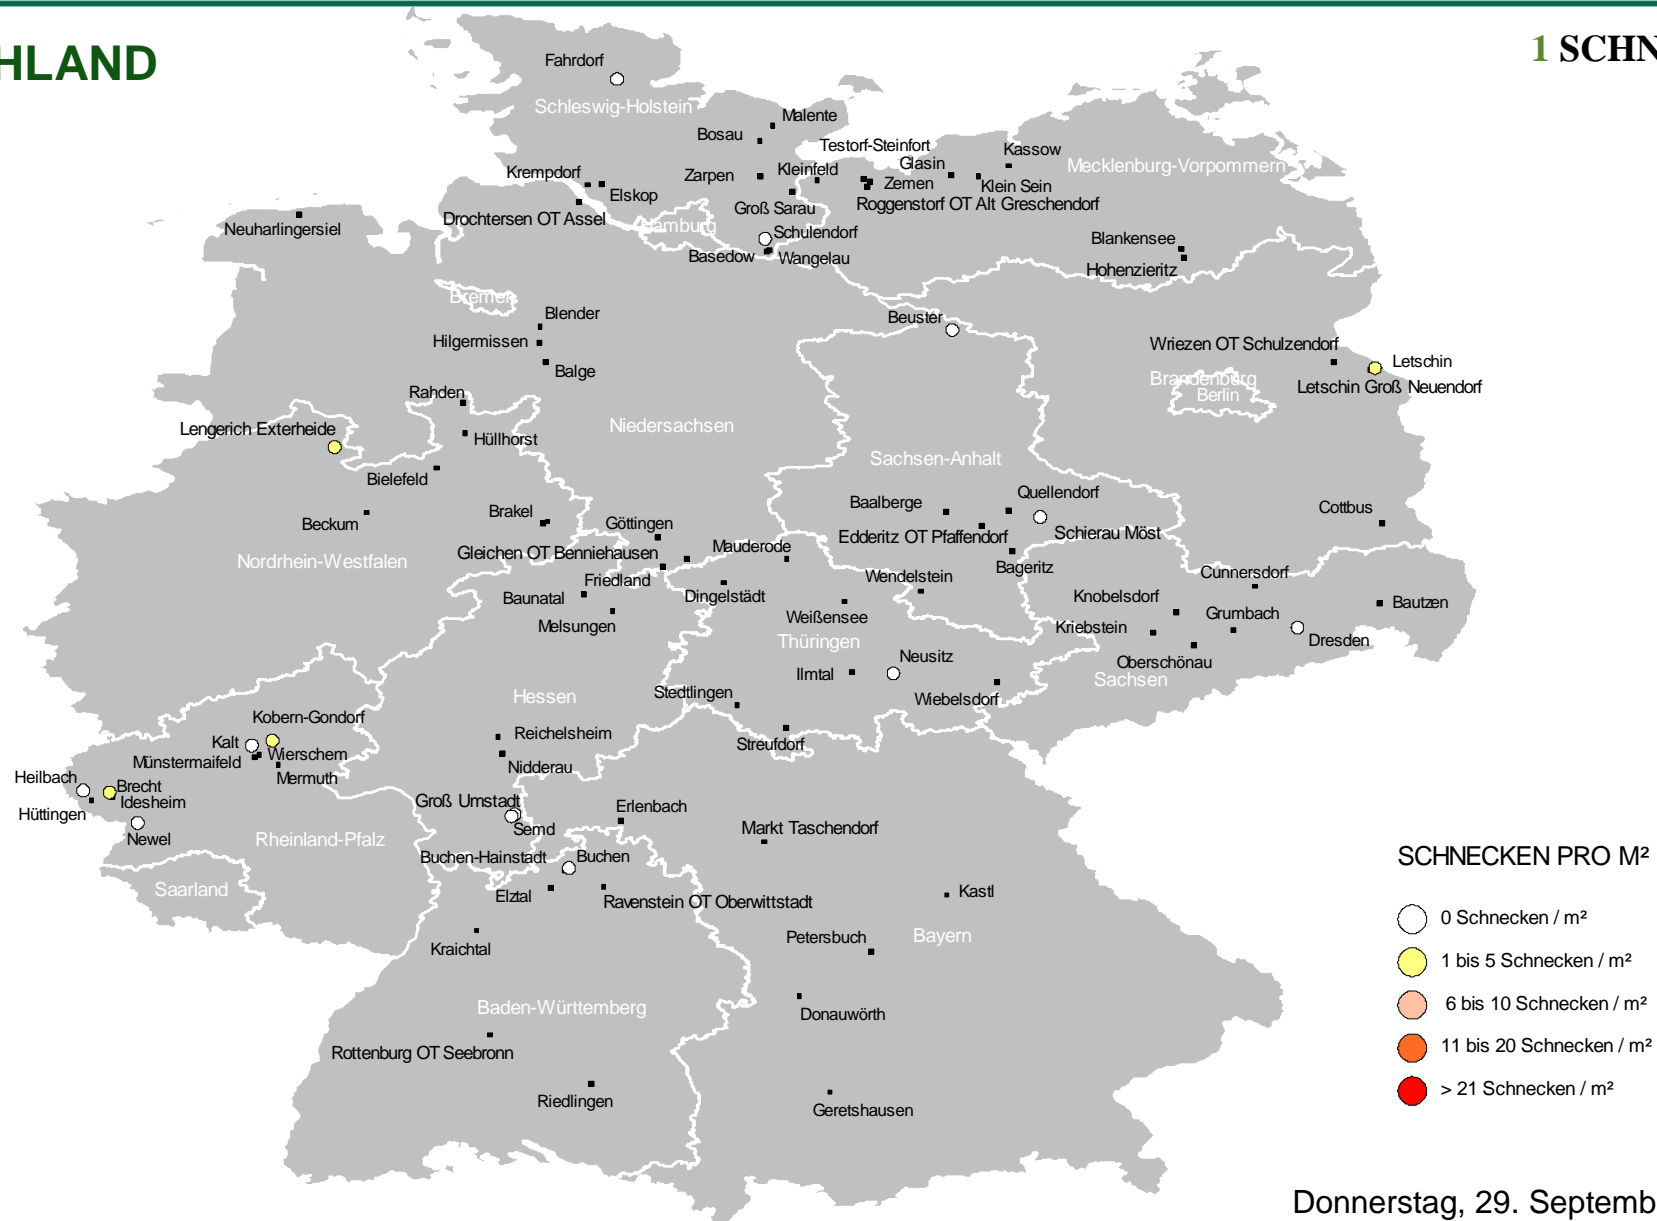 HLAND
1 SCHN
Fahrdorf
Schleswig-Holstein
Malente
Bosau
Testorf-Steinfort
Kassow
Glasin
Mecklenburg-Vorpommern
Krempdorf
Zarpen
Kleinfeld
Zemen
Klein Sein
Elskop
Groß Sarau
Roggenstorf OT Alt Greschendorf
Drochtersen OT Assel
Neuharlingersiel
Hamburg
Schulendorf
Blankensee
Basedow
Wangelau
Hohenzieritz
Bremen
Blender
Beuster
Hilgermissen
Wriezen OT Schulzendorf
Letschin
Balge
Brandenburg
Letschin Groß Neuendorf
Rahden
Berlin
Lengerich Exterheide
Niedersachsen
Hüllhorst
Sachsen-Anhalt
Bielefeld
Quellendorf
Baalberge
Cottbus
Beckum
Brakel
Göttingen
Schierau Möst
Edderitz OT Pfaffendorf
Mauderode
Gleichen OT Benniehausen
Nordrhein-Westfalen
Bageritz
Cunnersdorf
Friedland
Wendelstein
Baunatal
Dingelstädt
Knobelsdorf
Bautzen
Grumbach
Weißensee
Melsungen
Kriebstein
Thüringen
Dresden
Neusitz
Oberschönau
Ilmtal
Sachsen
Stedtlingen
Hessen
Wiebelsdorf
Kobern-Gondorf
Reichelsheim
Kalt
Streufdorf
Wierschem
Münstermaifeld
Nidderau
Mermuth
Heilbach
Brecht
Idesheim
Groß Umstadt
Erlenbach
Hüttingen
Semd
Markt Taschendorf
Newel
Rheinland-Pfalz
SCHNECKEN PRO M²
Buchen-Hainstadt
Buchen
Saarland
Elztal
Ravenstein OT Oberwittstadt
Kastl
0 Schnecken / m²
Petersbuch
Bayern
Kraichtal
1 bis 5 Schnecken / m²
6 bis 10 Schnecken / m²
Baden-Württemberg
Donauwörth
11 bis 20 Schnecken / m²
Rottenburg OT Seebronn
> 21 Schnecken / m²
Riedlingen
Geretshausen
Donnerstag, 29. Septemb